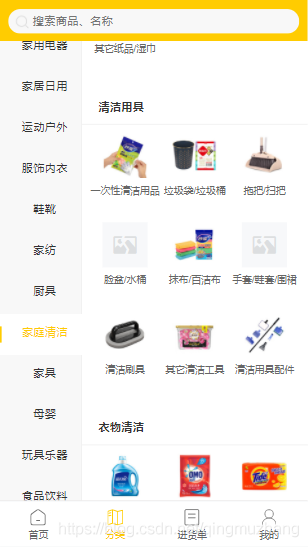 搜索商品、名称
家用电器
家居日用
运动户外
服饰内衣
鞋靴
家纺
厨具
家庭清洁
家具
母婴
玩具乐器
食品饮料
其它纸品/湿巾
清洁用具
一次性清洁用品 垃圾袋/垃圾桶 拖把/扫把
脸盆/水桶 抹布/百洁布 手套/鞋套/围裙
清洁刷具 其它清洁工具 清洁用具配件
衣物清洁
OMO
Tide
首页 分类 进货单 我的